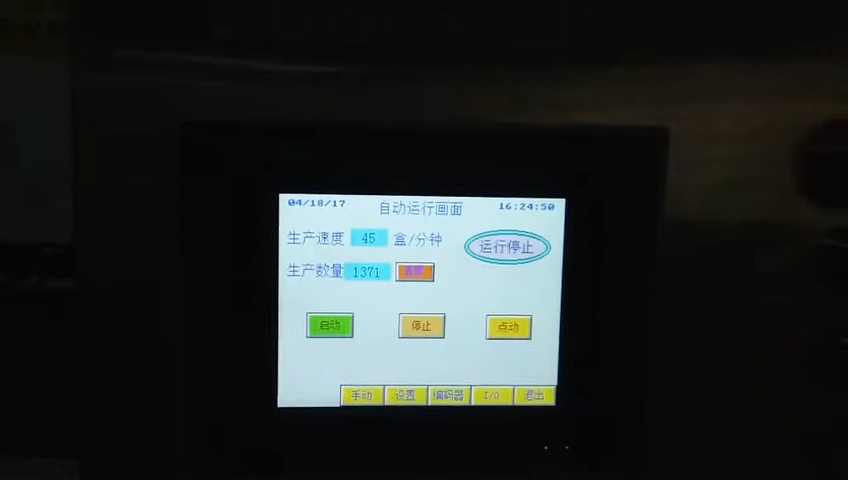 04/18/17 自动运行画面 16:24:50
生产速度 45 盒/分钟 运行停止
生产数量 1371 清零
启动 停止 点动
手动 设置 编码器 I/O 退出